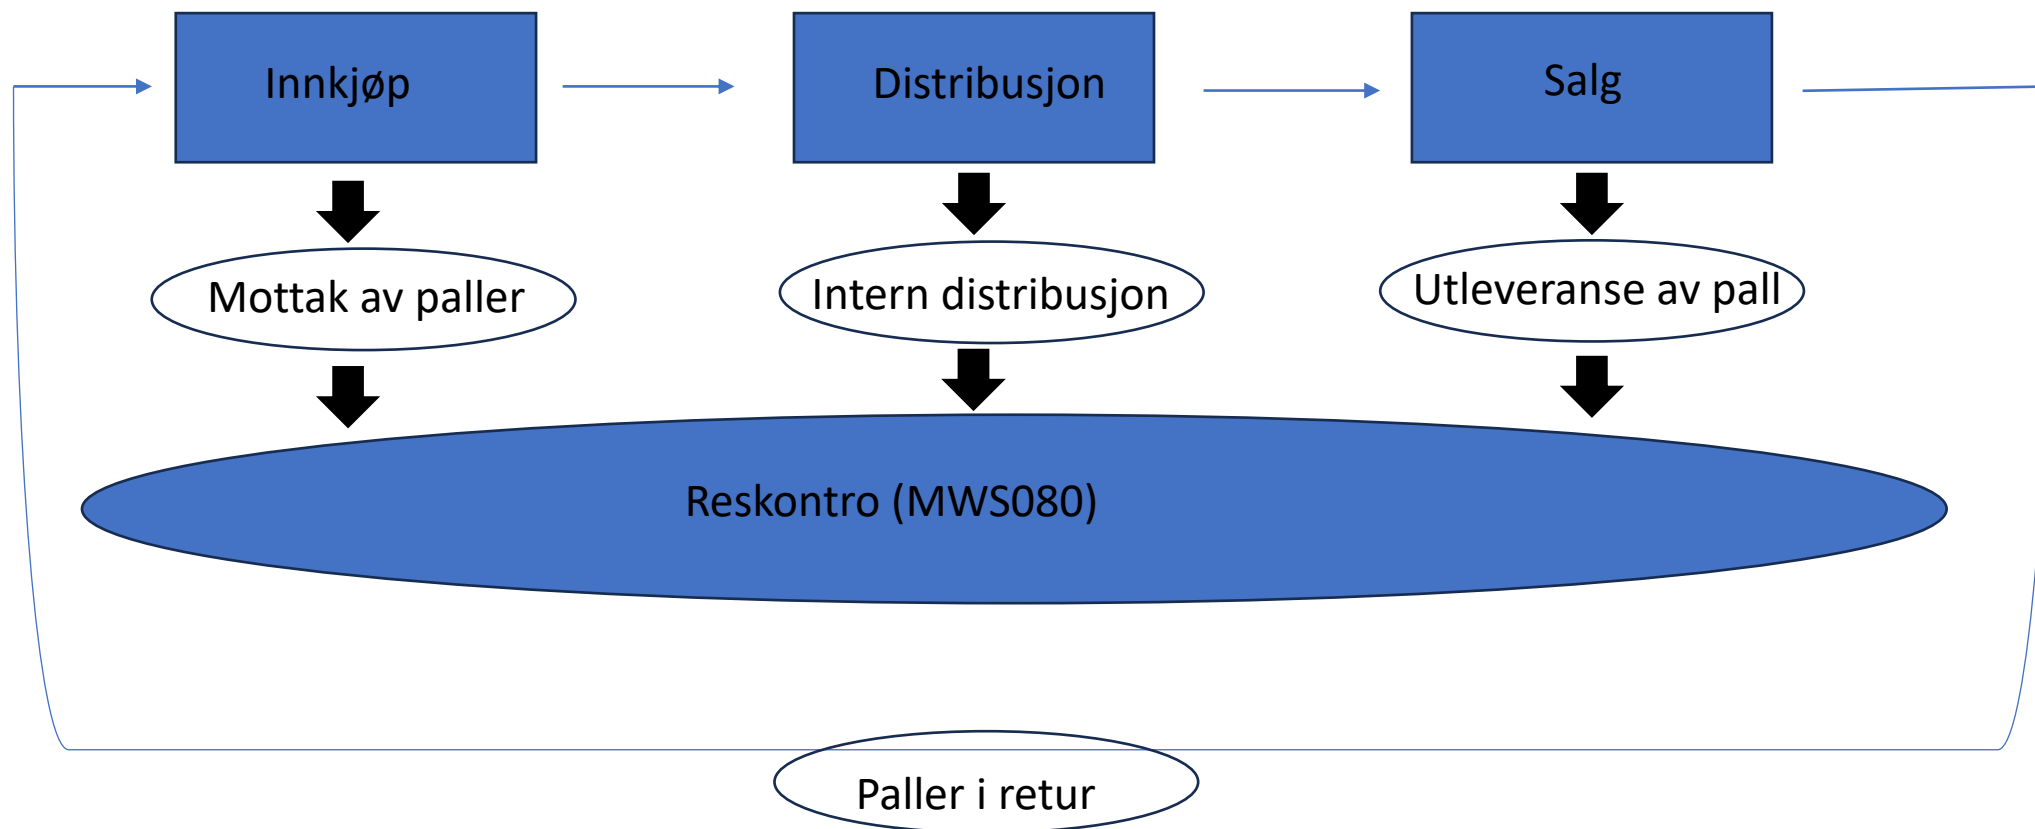 Innkjøp
Distribusjon
Salg
Mottak av paller
Intern distribusjon
Utleveranse av pall
Reskontro (MWS080)
Paller i retur